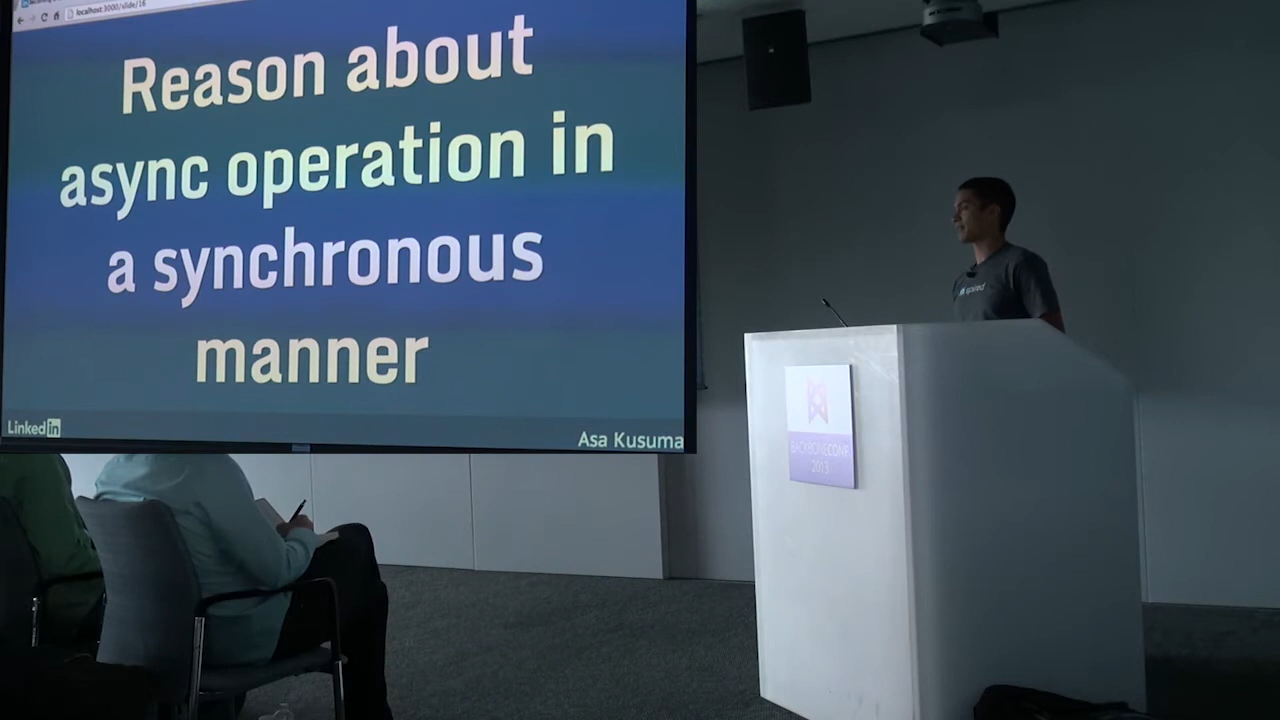 localhost:3000/slide/16
Reason about
async operation in
a synchronous
manner
LinkedIn
Asa Kusuma
BACKBONECONF
2013